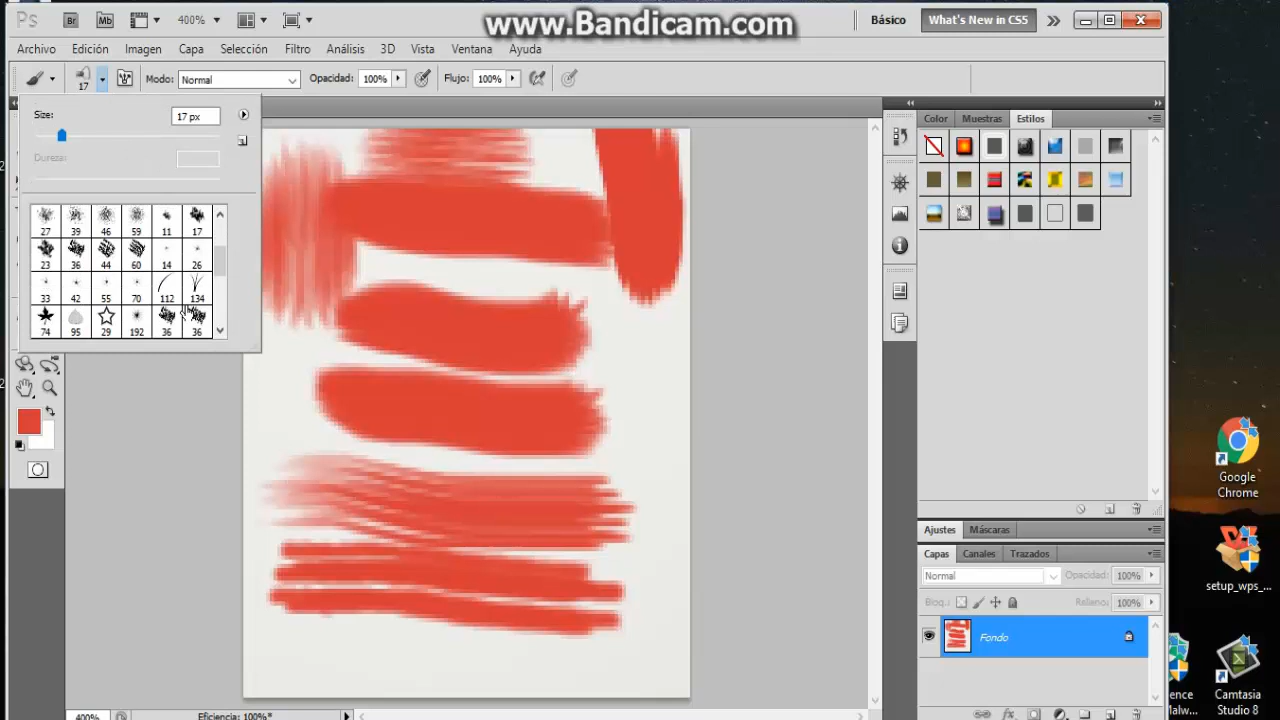 www.Bandicam.com
Ps Br Mb 400% Básico What's New in CS5
Archivo Edición Imagen Capa Selección Filtro Análisis 3D Vista Ventana Ayuda
17 Modo: Normal Opacidad: 100% Flujo: 100%
Size: 17 px
Dureza:
27 39 46 59 11 17
23 36 44 60 14 26
33 42 55 70 112 134
74 95 29 192 36 36
Color Muestras Estilos
Ajustes Máscaras
Capas Canales Trazados
Normal Opacidad: 100%
Bloq.: Relleno: 100%
Fondo
400% Eficiencia: 100%*
Google
Chrome
setup_wps_...
Camtasia
Studio 8